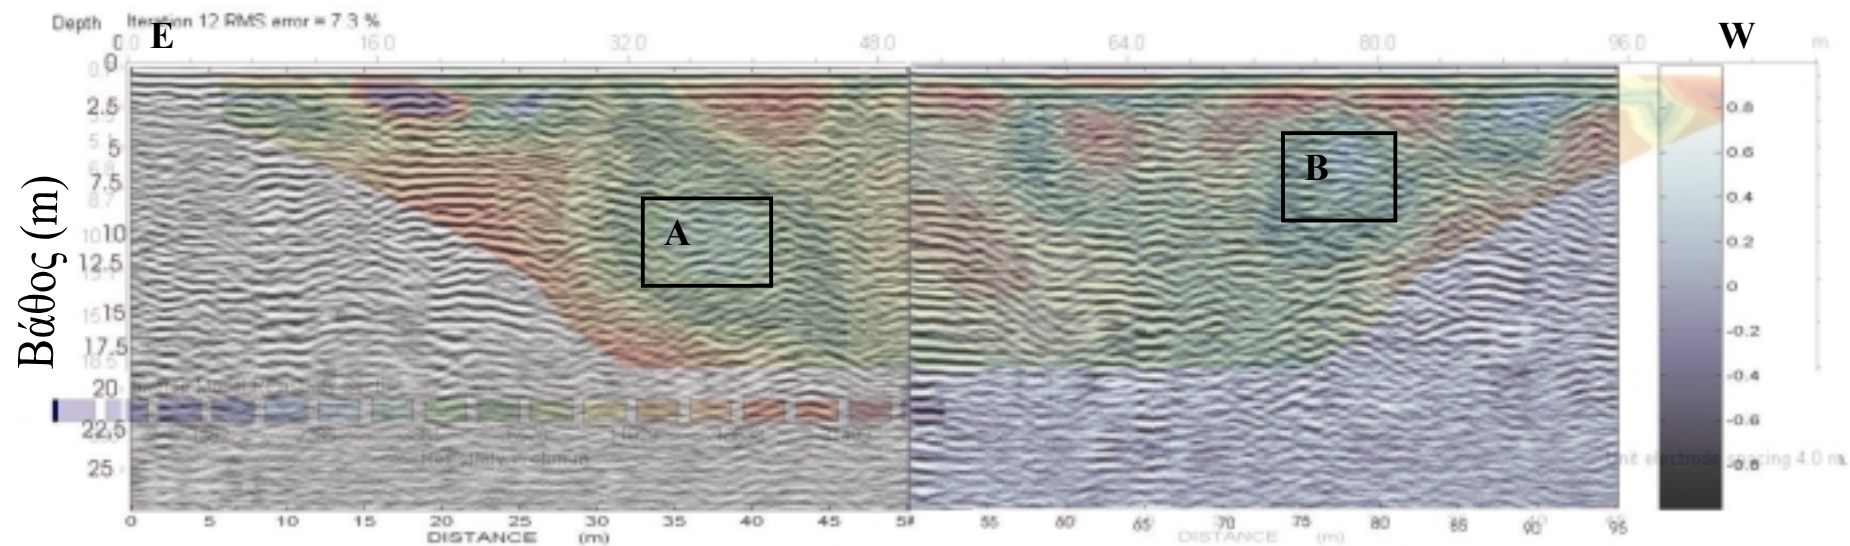 Depth Iteration 12 RMS error = 7.3 %
E W
0.0 16.0 32.0 48.0 64.0 80.0 96.0 m.
0
2.5
5
7.5
10
12.5
15
17.5
20
22.5
25
Βάθος (m)
A
B
0.8
0.6
0.4
0.2
0
-0.2
-0.4
-0.6
-0.8
Unit electrode spacing 4.0 m.
0 5 10 15 20 25 30 35 40 45 55 60 65 70 75 80 85 90 95
DISTANCE (m) DISTANCE (m)